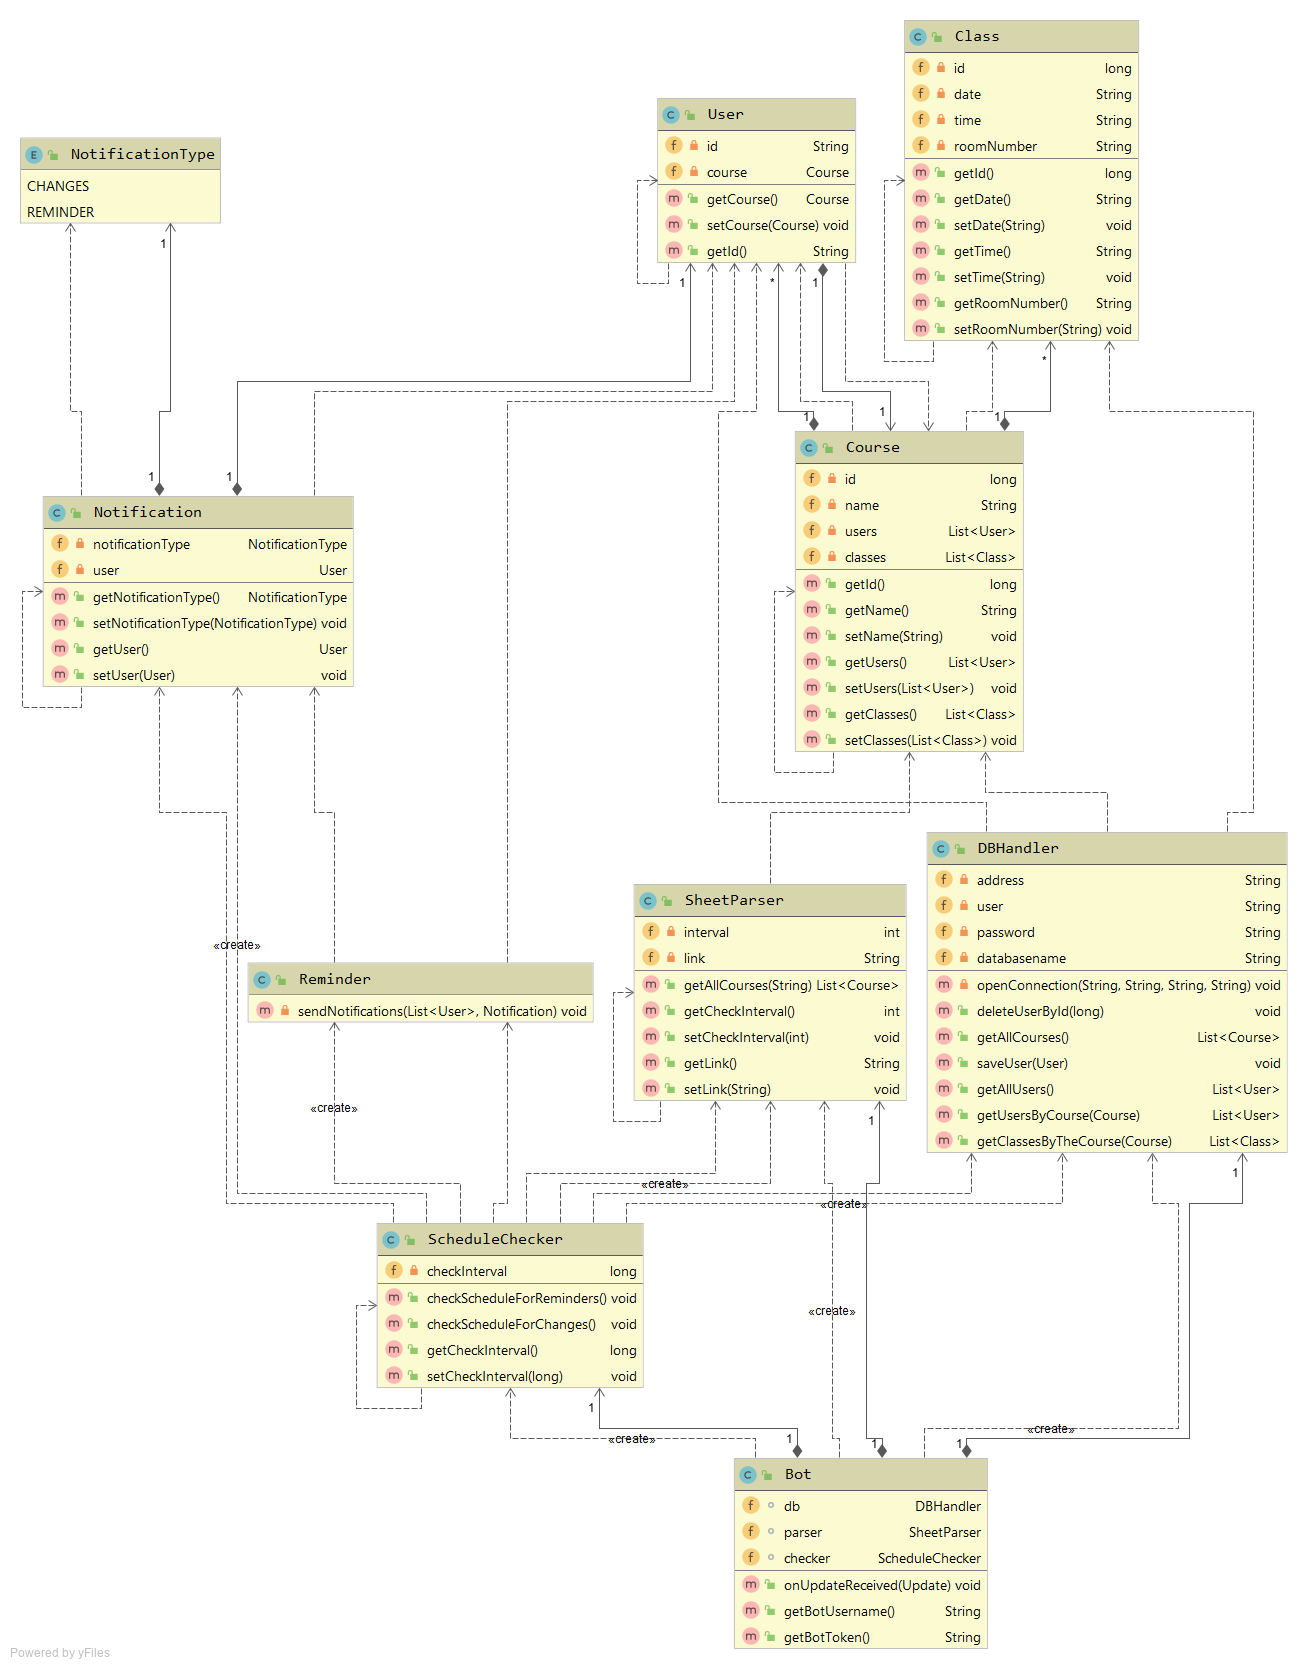 Class
id long
date String
time String
roomNumber String
getId() long
getDate() String
setDate(String) void
getTime() String
setTime(String) void
getRoomNumber() String
setRoomNumber(String) void
User
id String
course Course
getCourse() Course
setCourse(Course) void
getId() String
NotificationType
CHANGES
REMINDER
1
1
*
1
*
1
1
1
1
1
Course
id long
name String
users List<User>
classes List<Class>
getId() long
getName() String
setName(String) void
getUsers() List<User>
setUsers(List<User>) void
getClasses() List<Class>
setClasses(List<Class>) void
Notification
notificationType NotificationType
user User
getNotificationType() NotificationType
setNotificationType(NotificationType) void
getUser() User
setUser(User) void
DBHandler
address String
user String
password String
databasename String
openConnection(String, String, String, String) void
deleteUserById(long) void
getAllCourses() List<Course>
saveUser(User) void
getAllUsers() List<User>
getUsersByCourse(Course) List<User>
getClassesByTheCourse(Course) List<Class>
SheetParser
interval int
link String
getAllCourses(String) List<Course>
getCheckInterval() int
setCheckInterval(int) void
getLink() String
setLink(String) void
«create»
Reminder
sendNotifications(List<User>, Notification) void
«create»
1
1
«create»
«create»
ScheduleChecker
checkInterval long
checkScheduleForReminders() void
checkScheduleForChanges() void
getCheckInterval() long
setCheckInterval(long) void
«create»
1
«create»
«create»
1
1
1
Bot
db DBHandler
parser SheetParser
checker ScheduleChecker
onUpdateReceived(Update) void
getBotUsername() String
getBotToken() String
Powered by yFiles